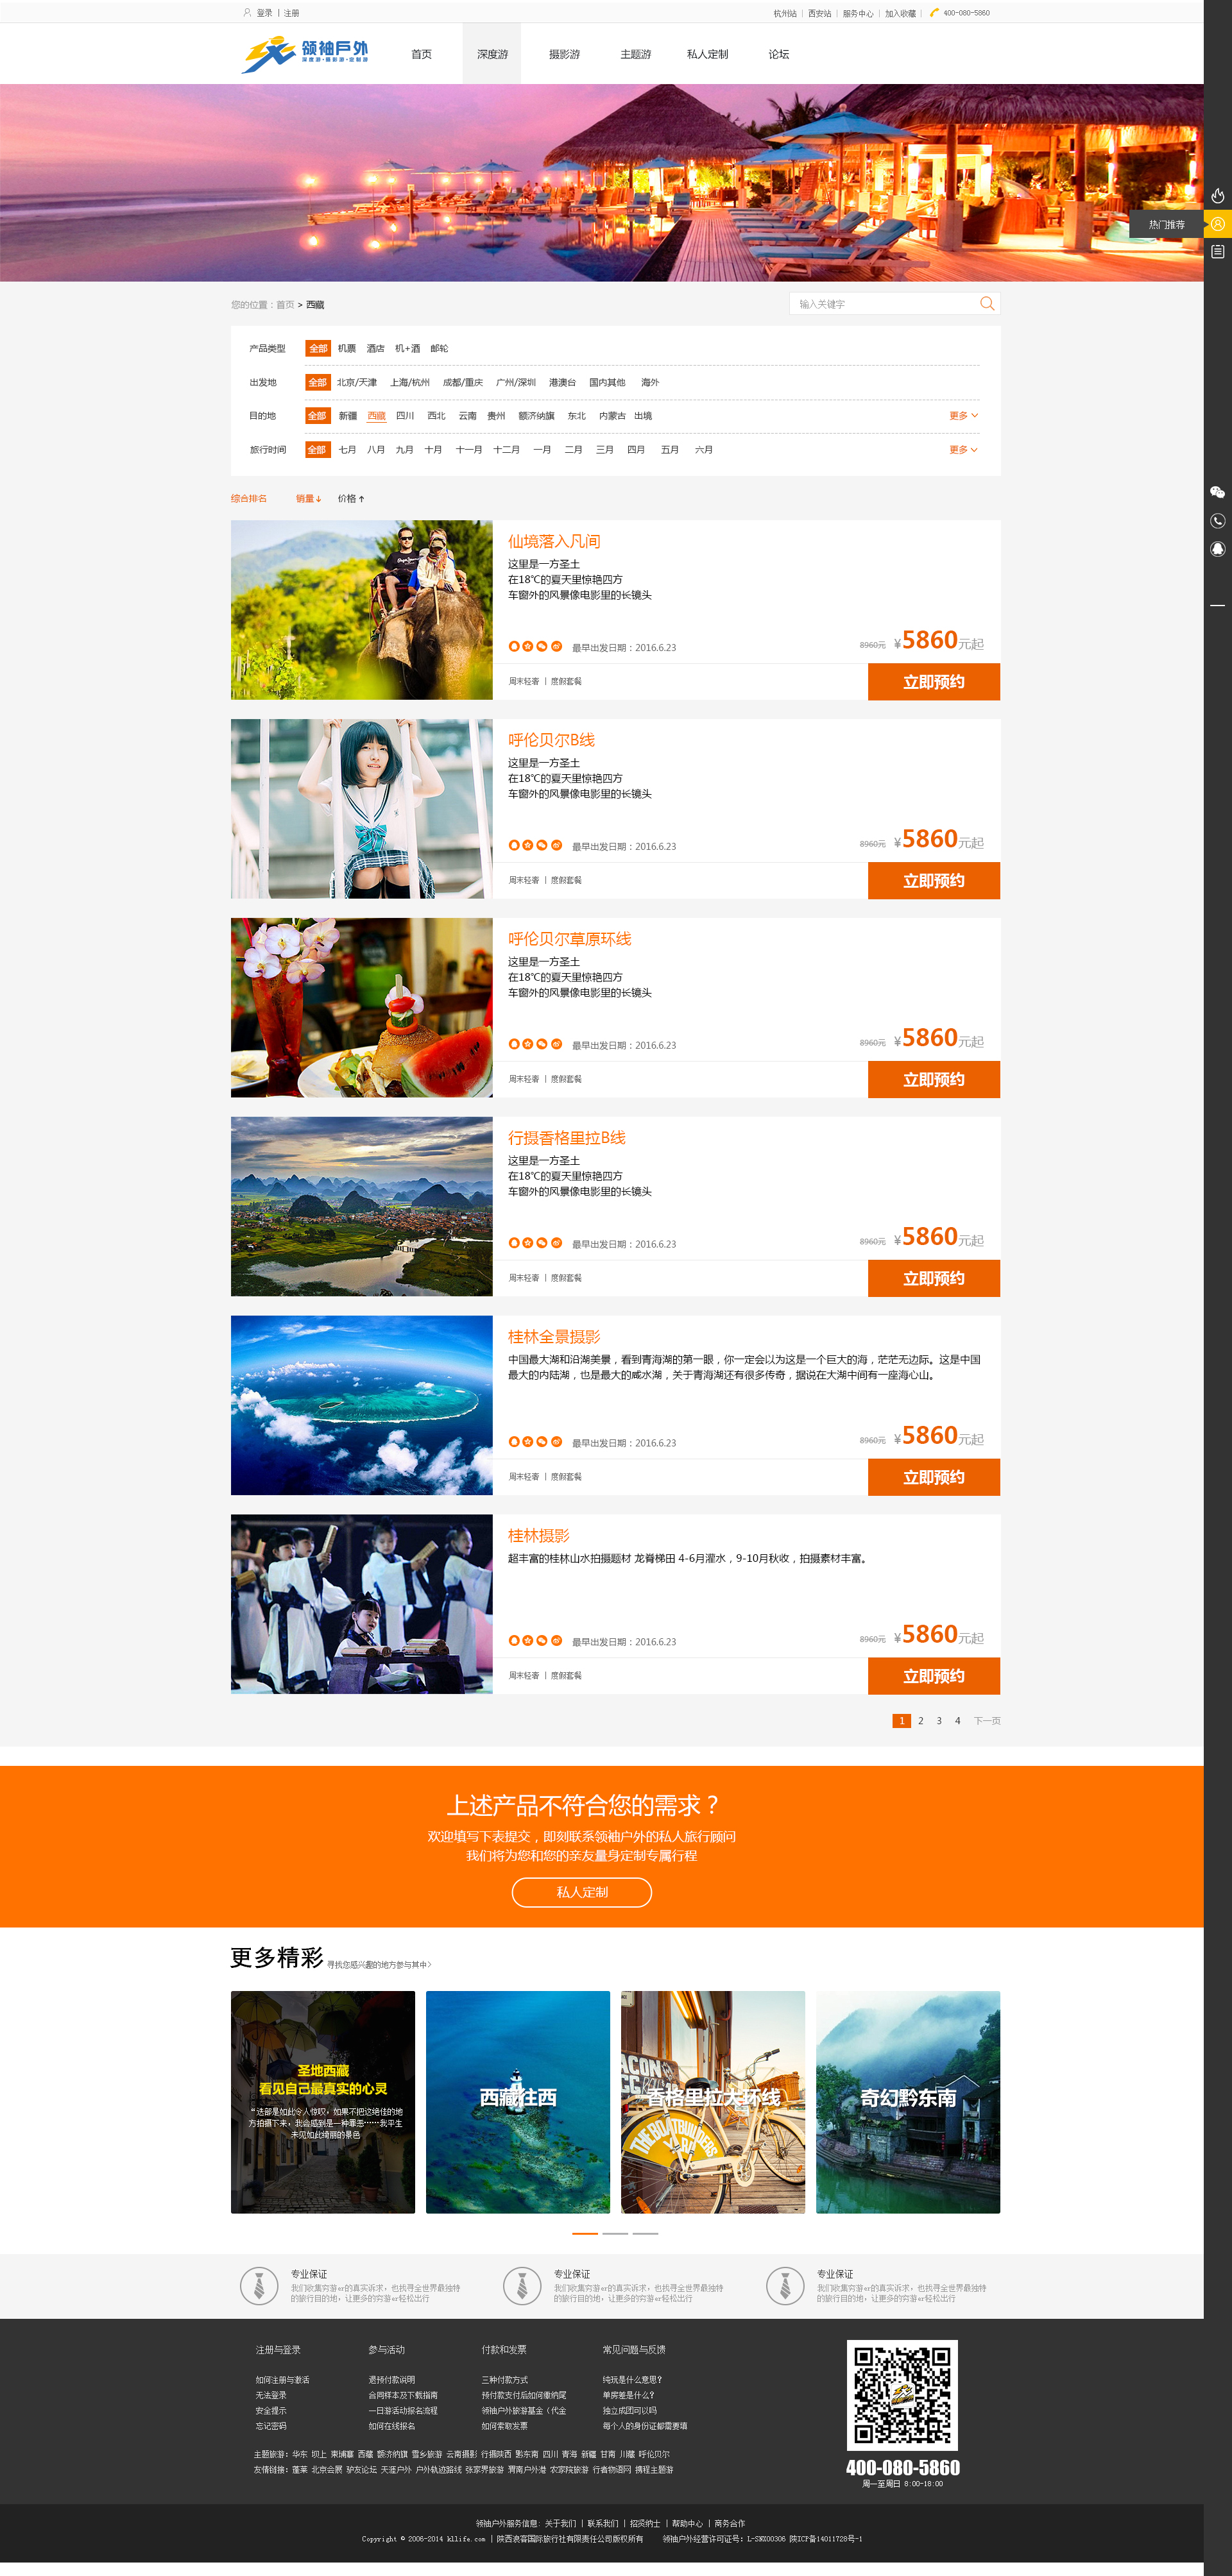 登录 | 注册
杭州站 | 西安站 | 服务中心 | 加入收藏 | 400-080-5860
领袖戶外
深度游•摄影游•定制游
首页 深度游 摄影游 主题游 私人定制 论坛
热门推荐
您的位置：首页 > 西藏
输入关键字
产品类型 全部 机票 酒店 机+酒 邮轮
出发地 全部 北京/天津 上海/杭州 成都/重庆 广州/深圳 港澳台 国内其他 海外
目的地 全部 新疆 西藏 四川 西北 云南 贵州 额济纳旗 东北 内蒙古 出境 更多
旅行时间 全部 七月 八月 九月 十月 十一月 十二月 一月 二月 三月 四月 五月 六月 更多
综合排名 销量↓ 价格↑
仙境落入凡间
这里是一方圣土
在18℃的夏天里惊艳四方
车窗外的风景像电影里的长镜头
最早出发日期：2016.6.23 8960元 ¥5860元起
周末轻奢 | 度假套餐 立即预约
呼伦贝尔B线
这里是一方圣土
在18℃的夏天里惊艳四方
车窗外的风景像电影里的长镜头
最早出发日期：2016.6.23 8960元 ¥5860元起
周末轻奢 | 度假套餐 立即预约
呼伦贝尔草原环线
这里是一方圣土
在18℃的夏天里惊艳四方
车窗外的风景像电影里的长镜头
最早出发日期：2016.6.23 8960元 ¥5860元起
周末轻奢 | 度假套餐 立即预约
行摄香格里拉B线
这里是一方圣土
在18℃的夏天里惊艳四方
车窗外的风景像电影里的长镜头
最早出发日期：2016.6.23 8960元 ¥5860元起
周末轻奢 | 度假套餐 立即预约
桂林全景摄影
中国最大湖和沿湖美景，看到青海湖的第一眼，你一定会以为这是一个巨大的海，茫茫无边际。这是中国
最大的内陆湖，也是最大的咸水湖，关于青海湖还有很多传奇，据说在大湖中间有一座海心山。
最早出发日期：2016.6.23 8960元 ¥5860元起
周末轻奢 | 度假套餐 立即预约
桂林摄影
超丰富的桂林山水拍摄题材 龙脊梯田 4-6月灌水，9-10月秋收，拍摄素材丰富。
最早出发日期：2016.6.23 8960元 ¥5860元起
周末轻奢 | 度假套餐 立即预约
1 2 3 4 下一页
上述产品不符合您的需求？
欢迎填写下表提交，即刻联系领袖户外的私人旅行顾问
我们将为您和您的亲友量身定制专属行程
私人定制
更多精彩 寻找您感兴趣的地方参与其中>
圣地西藏
看见自己最真实的心灵
“ 法部是如此令人惊叹，如果不把这绝佳的地
方拍摄下来，我会感到是一种罪恶……我平生
未见如此绮丽的景色
西藏往西
香格里拉大环线
THE BOATBUILDERS
奇幻黔东南
专业保证 专业保证 专业保证
我们收集穷游er的真实诉求，也找寻全世界最独特 我们收集穷游er的真实诉求，也找寻全世界最独特 我们收集穷游er的真实诉求，也找寻全世界最独特
的旅行目的地，让更多的穷游er轻松出行 的旅行目的地，让更多的穷游er轻松出行 的旅行目的地，让更多的穷游er轻松出行
注册与登录 参与活动 付款和发票 常见问题与反馈
如何注册与激活 退预付款说明 三种付款方式 纯玩是什么意思？
无法登录 合同样本及下载指南 预付款支付后如何缴纳尾 单房差是什么？
安全提示 一日游活动报名流程 领袖户外旅游基金（代金 独立成团可以吗
忘记密码 如何在线报名 如何索取发票 每个人的身份证都需要填
主题旅游：华东 坝上 柬埔寨 西藏 额济纳旗 雪乡旅游 云南摄影 行摄陕西 黔东南 四川 青海 新疆 甘南 川藏 呼伦贝尔
友情链接：蓬莱 北京会展 驴友论坛 天涯户外 户外轨迹路线 张家界旅游 渭南户外港 农家院旅游 行者物语网 携程主题游
400-080-5860
周一至周日 8:00-18:00
领袖户外服务信息: 关于我们 | 联系我们 | 招贤纳士 | 帮助中心 | 商务合作
Copyright © 2006-2014 kllife.com | 陕西浪客国际旅行社有限责任公司版权所有 领袖户外经营许可证号：L-SNX00306 陕ICP备14011728号-1